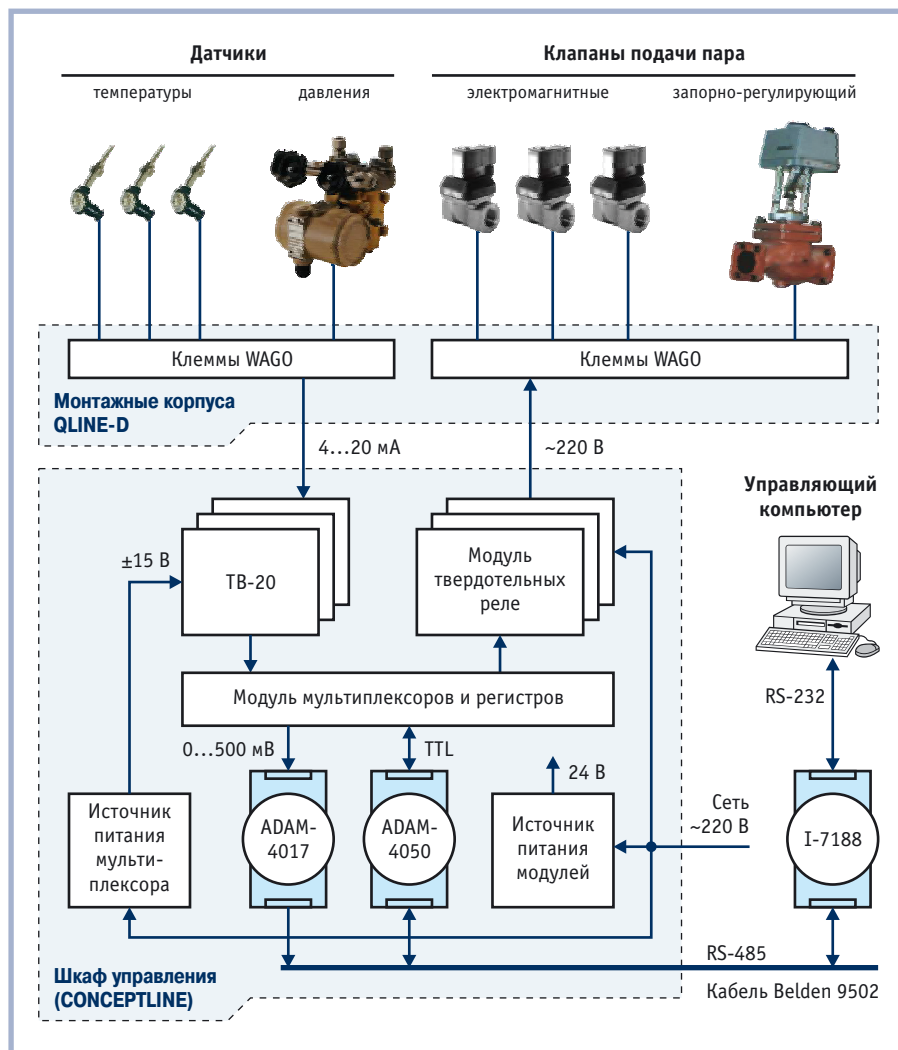 Датчики
Клапаны подачи пара
температуры
давления
электромагнитные
запорно-регулирующий
Клеммы WAGO
Клеммы WAGO
Монтажные корпуса
QLINE-D
4...20 мА
~220 В
Управляющий
компьютер
±15 В
ТВ-20
Модуль
твердотельных
реле
Модуль мультиплексоров и регистров
RS-232
0...500 мВ
TTL
24 В
Источник
питания
мульти-
плексора
ADAM-
4017
ADAM-
4050
Источник
питания
модулей
Сеть
~220 В
I-7188
RS-485
Шкаф управления
(CONCEPTLINE)
Кабель Belden 9502